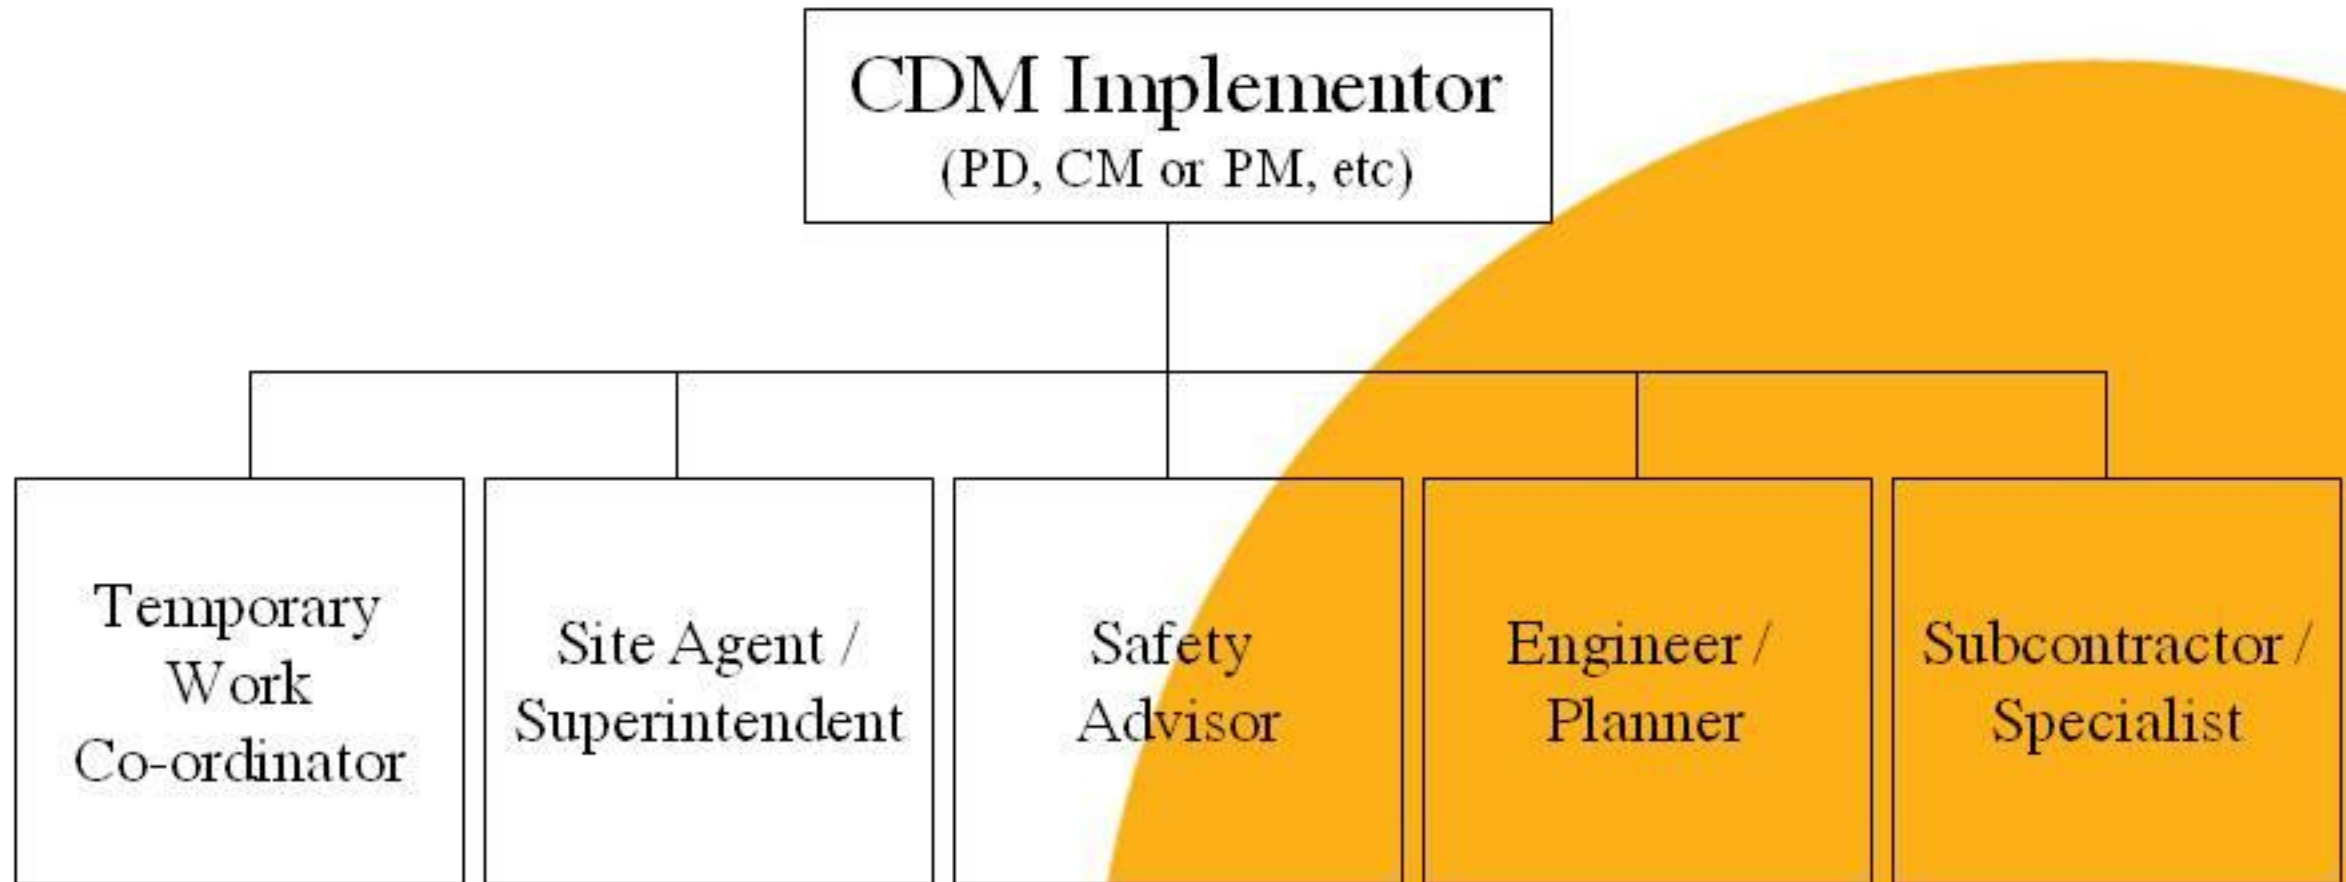 CDM Implementor
(PD, CM or PM, etc)
Temporary
Work
Co-ordinator
Site Agent /
Superintendent
Safety
Advisor
Engineer /
Planner
Subcontractor /
Specialist